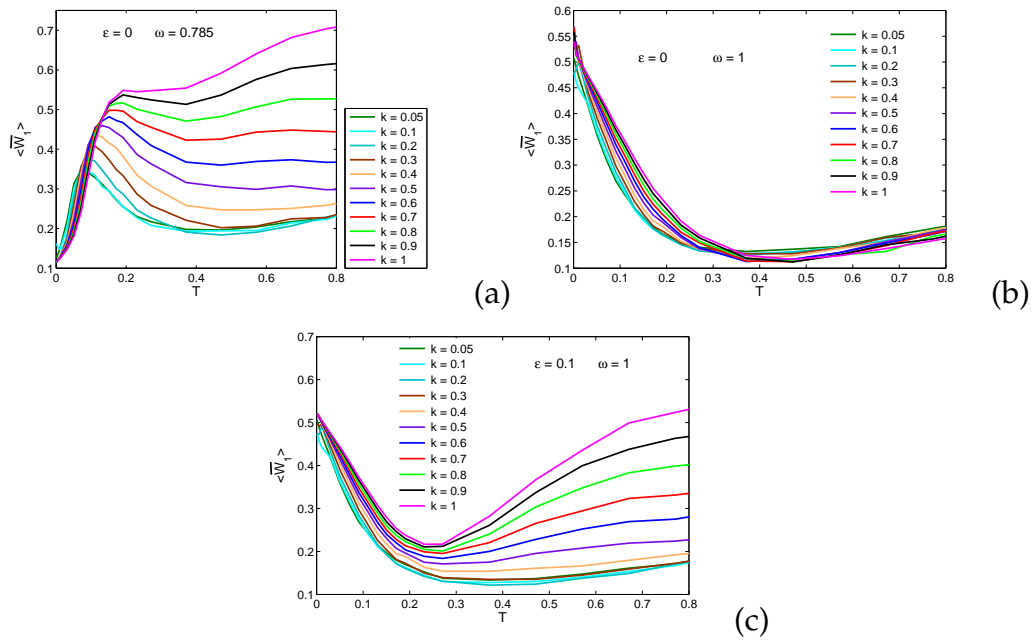 ε=0 ω = 0.785
0.7
0.6
0.5
0.4
0.3
0.2
0.1
<W̅₁>
0 0.2 0.4 0.6 0.8
T
k = 0.05
k = 0.1
k = 0.2
k = 0.3
k = 0.4
k = 0.5
k = 0.6
k = 0.7
k = 0.8
k = 0.9
k = 1
(a)
ε=0 ω = 1
0.6
0.55
0.5
0.45
0.4
0.35
0.3
0.25
0.2
0.15
0.1
<W̅₁>
0 0.1 0.2 0.3 0.4 0.5 0.6 0.7 0.8
T
k = 0.05
k = 0.1
k = 0.2
k = 0.3
k = 0.4
k = 0.5
k = 0.6
k = 0.7
k = 0.8
k = 0.9
k = 1
(b)
ε = 0.1 ω = 1
0.7
0.6
0.5
0.4
0.3
0.2
0.1
<W̅₁>
0 0.1 0.2 0.3 0.4 0.5 0.6 0.7 0.8
T
k = 0.05
k = 0.1
k = 0.2
k = 0.3
k = 0.4
k = 0.5
k = 0.6
k = 0.7
k = 0.8
k = 0.9
k = 1
(c)